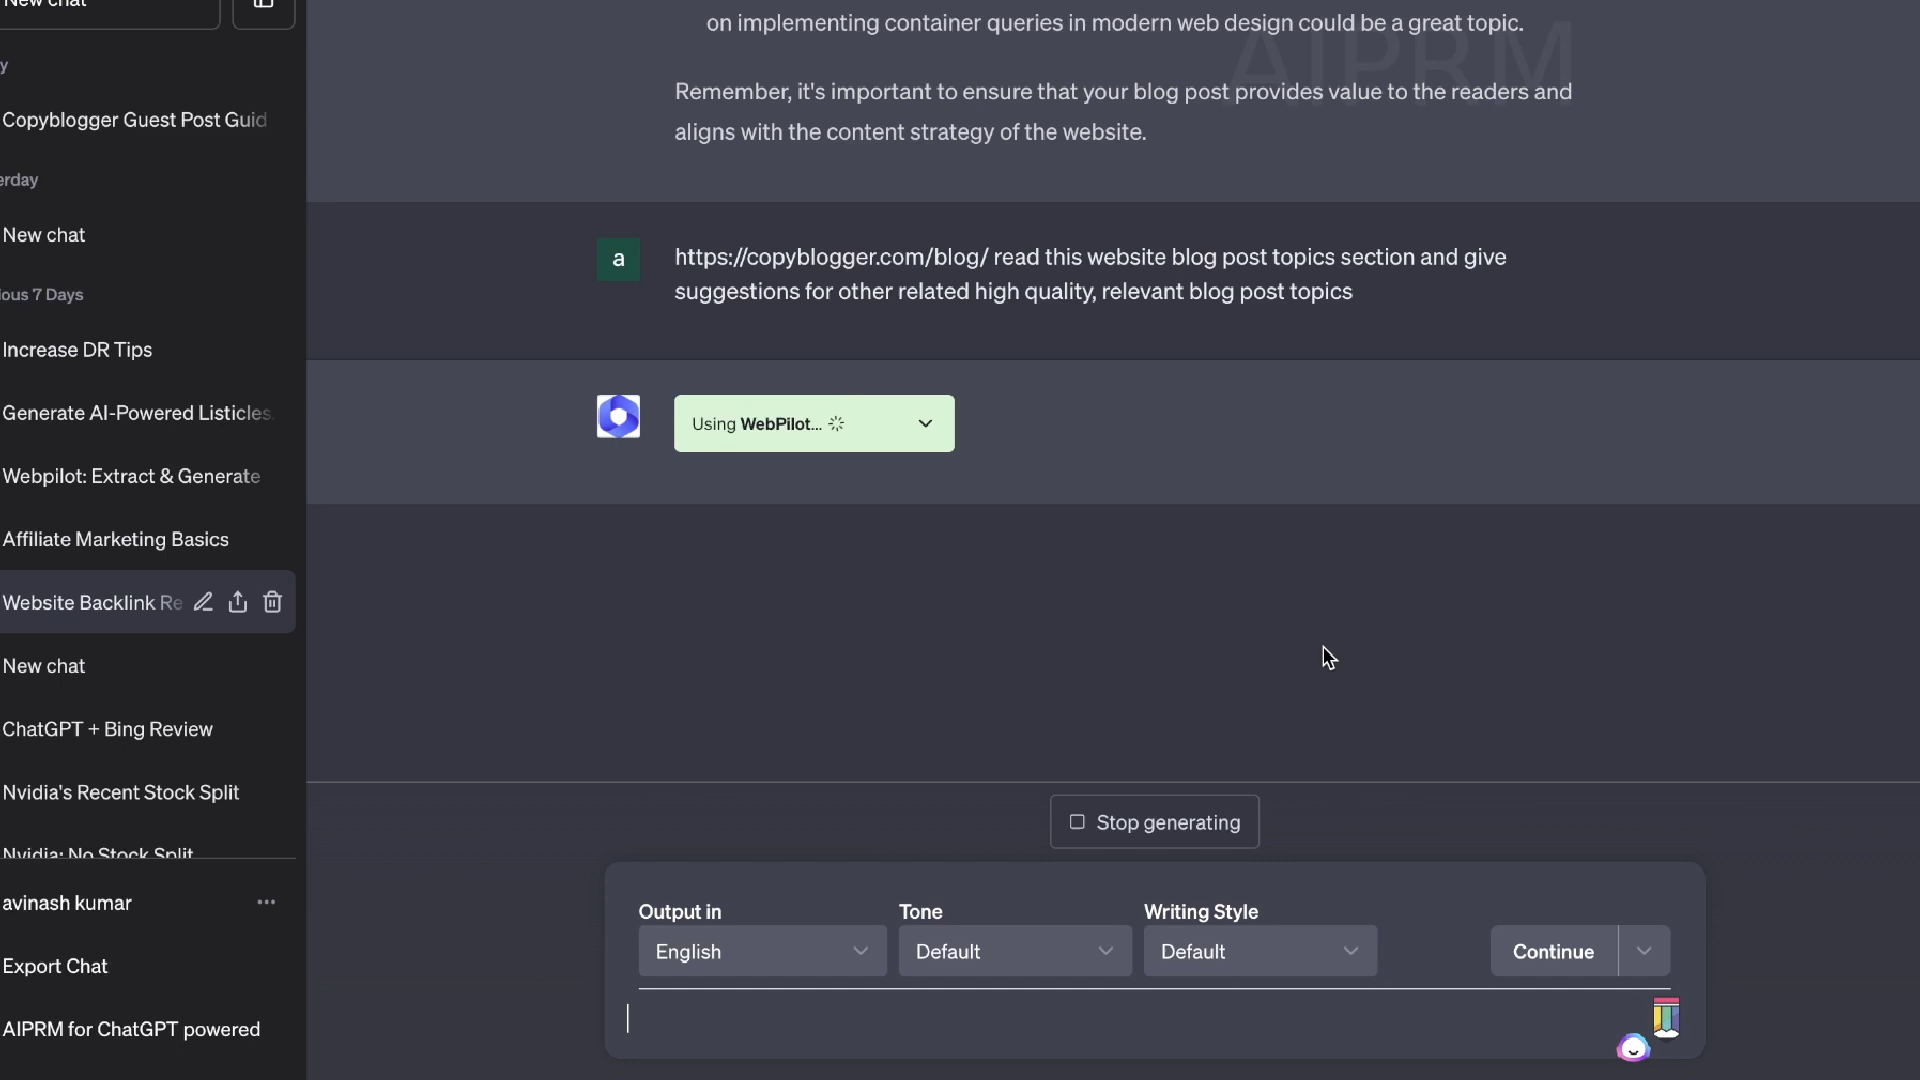 New chat
y
Copyblogger Guest Post Guid
erday
New chat
ious 7 Days
Increase DR Tips
Generate AI-Powered Listicles.
Webpilot: Extract & Generate
Affiliate Marketing Basics
Website Backlink Re
New chat
ChatGPT + Bing Review
Nvidia's Recent Stock Split
Nvidia: No Stock Split
avinash kumar
Export Chat
AIPRM for ChatGPT powered
AIPRM
on implementing container queries in modern web design could be a great topic.
Remember, it's important to ensure that your blog post provides value to the readers and
aligns with the content strategy of the website.
a
https://copyblogger.com/blog/ read this website blog post topics section and give
suggestions for other related high quality, relevant blog post topics
Using WebPilot...
Stop generating
Output in Tone Writing Style
English Default Default Continue